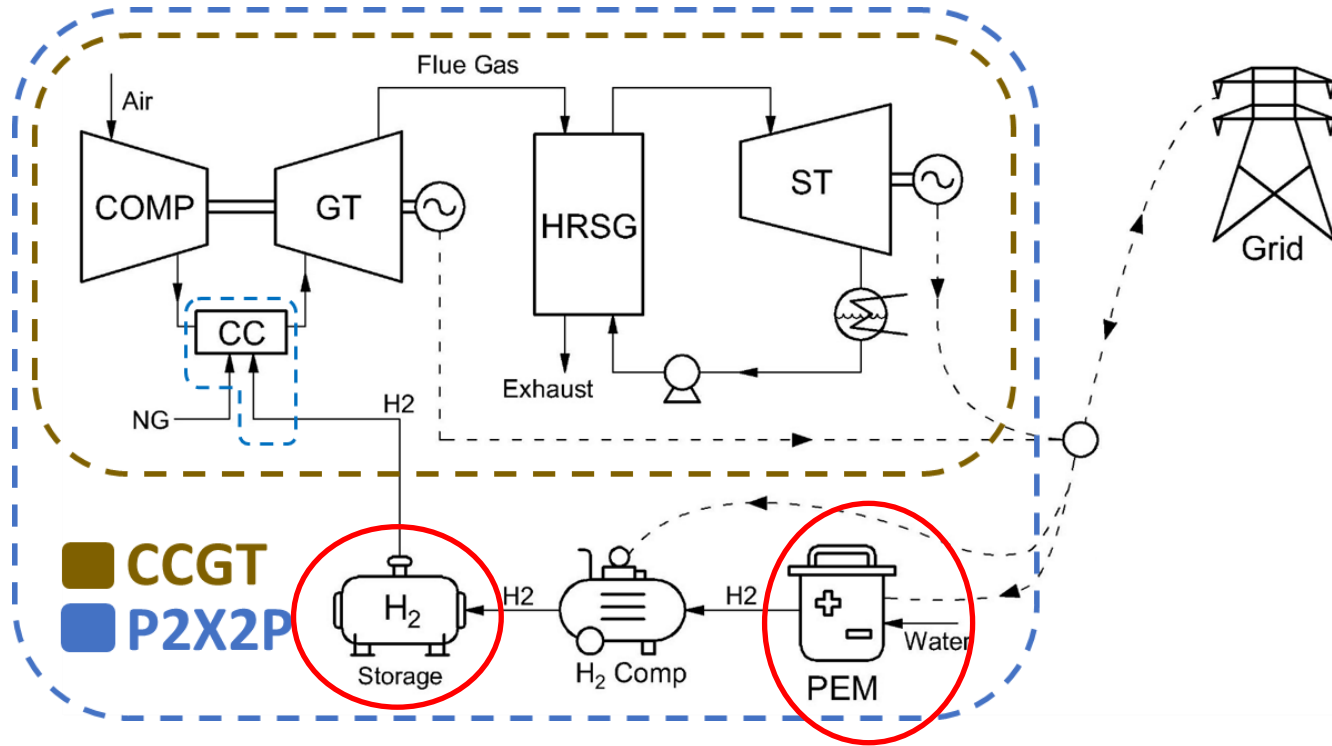 Flue Gas
Air
COMP
GT
HRSG
ST
Grid
CC
Exhaust
NG
H2
CCGT
P2X2P
H₂
Storage
H2
H₂ Comp
H2
Water
PEM